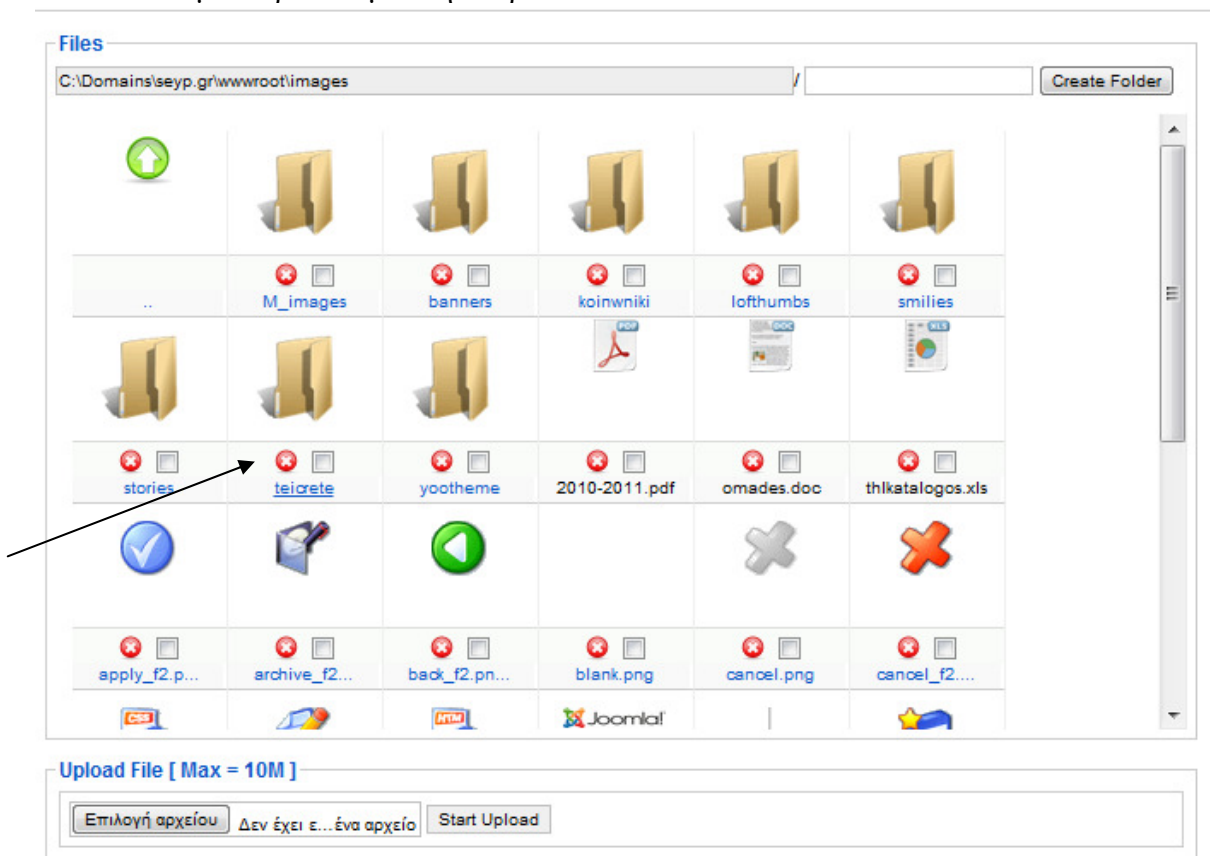 Files
C:\Domains\seyp.gr\wwwroot\images / Create Folder
.. M_images banners koinwniki lofthumbs smilies
PDF DOC XLS
stories teicrete yootheme 2010-2011.pdf omades.doc thlkatalogos.xls
apply_f2.p... archive_f2... back_f2.pn... blank.png cancel.png cancel_f2....
CSS HTML Joomla!
Upload File [ Max = 10M ]
Επιλογή αρχείου Δεν έχει ε...ένα αρχείο Start Upload